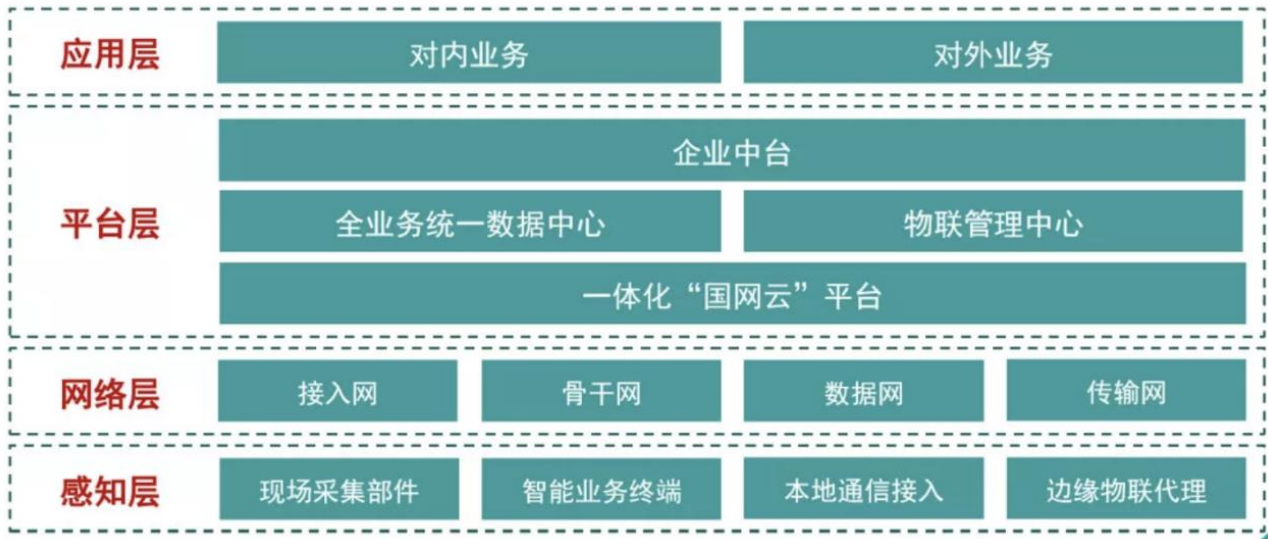 应用层
对内业务
对外业务
平台层
企业中台
全业务统一数据中心
物联管理中心
一体化“国网云”平台
网络层
接入网
骨干网
数据网
传输网
感知层
现场采集部件
智能业务终端
本地通信接入
边缘物联代理